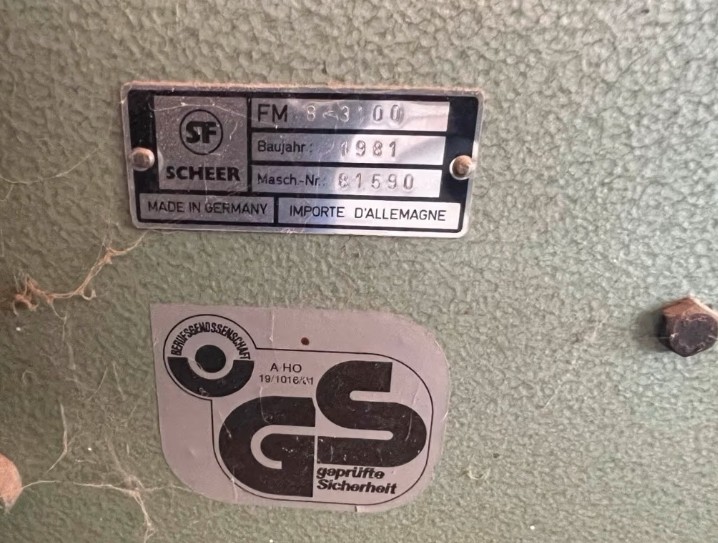 SF
SCHEER
FM 8-3100
Baujahr: 1981
Masch-Nr. 81590
MADE IN GERMANY
IMPORTE D'ALLEMAGNE
BERUFSGENOSSENSCHAFT
A-HO
GS
geprüfte
Sicherheit